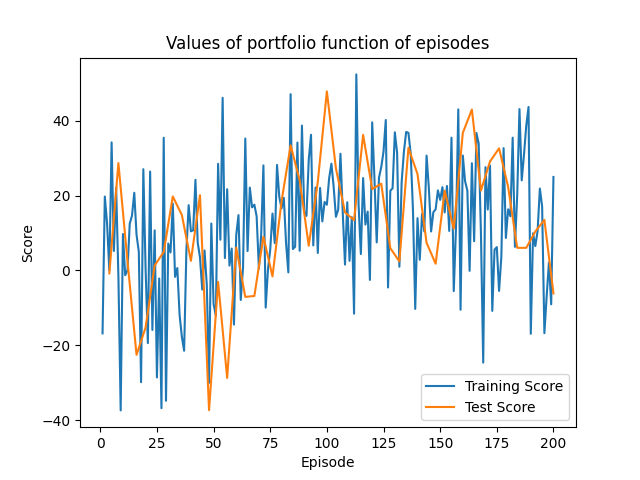 Values of portfolio function of episodes
Score
40
20
0
−20
−40
0 25 50 75 100 125 150 175 200
Episode
Training Score
Test Score